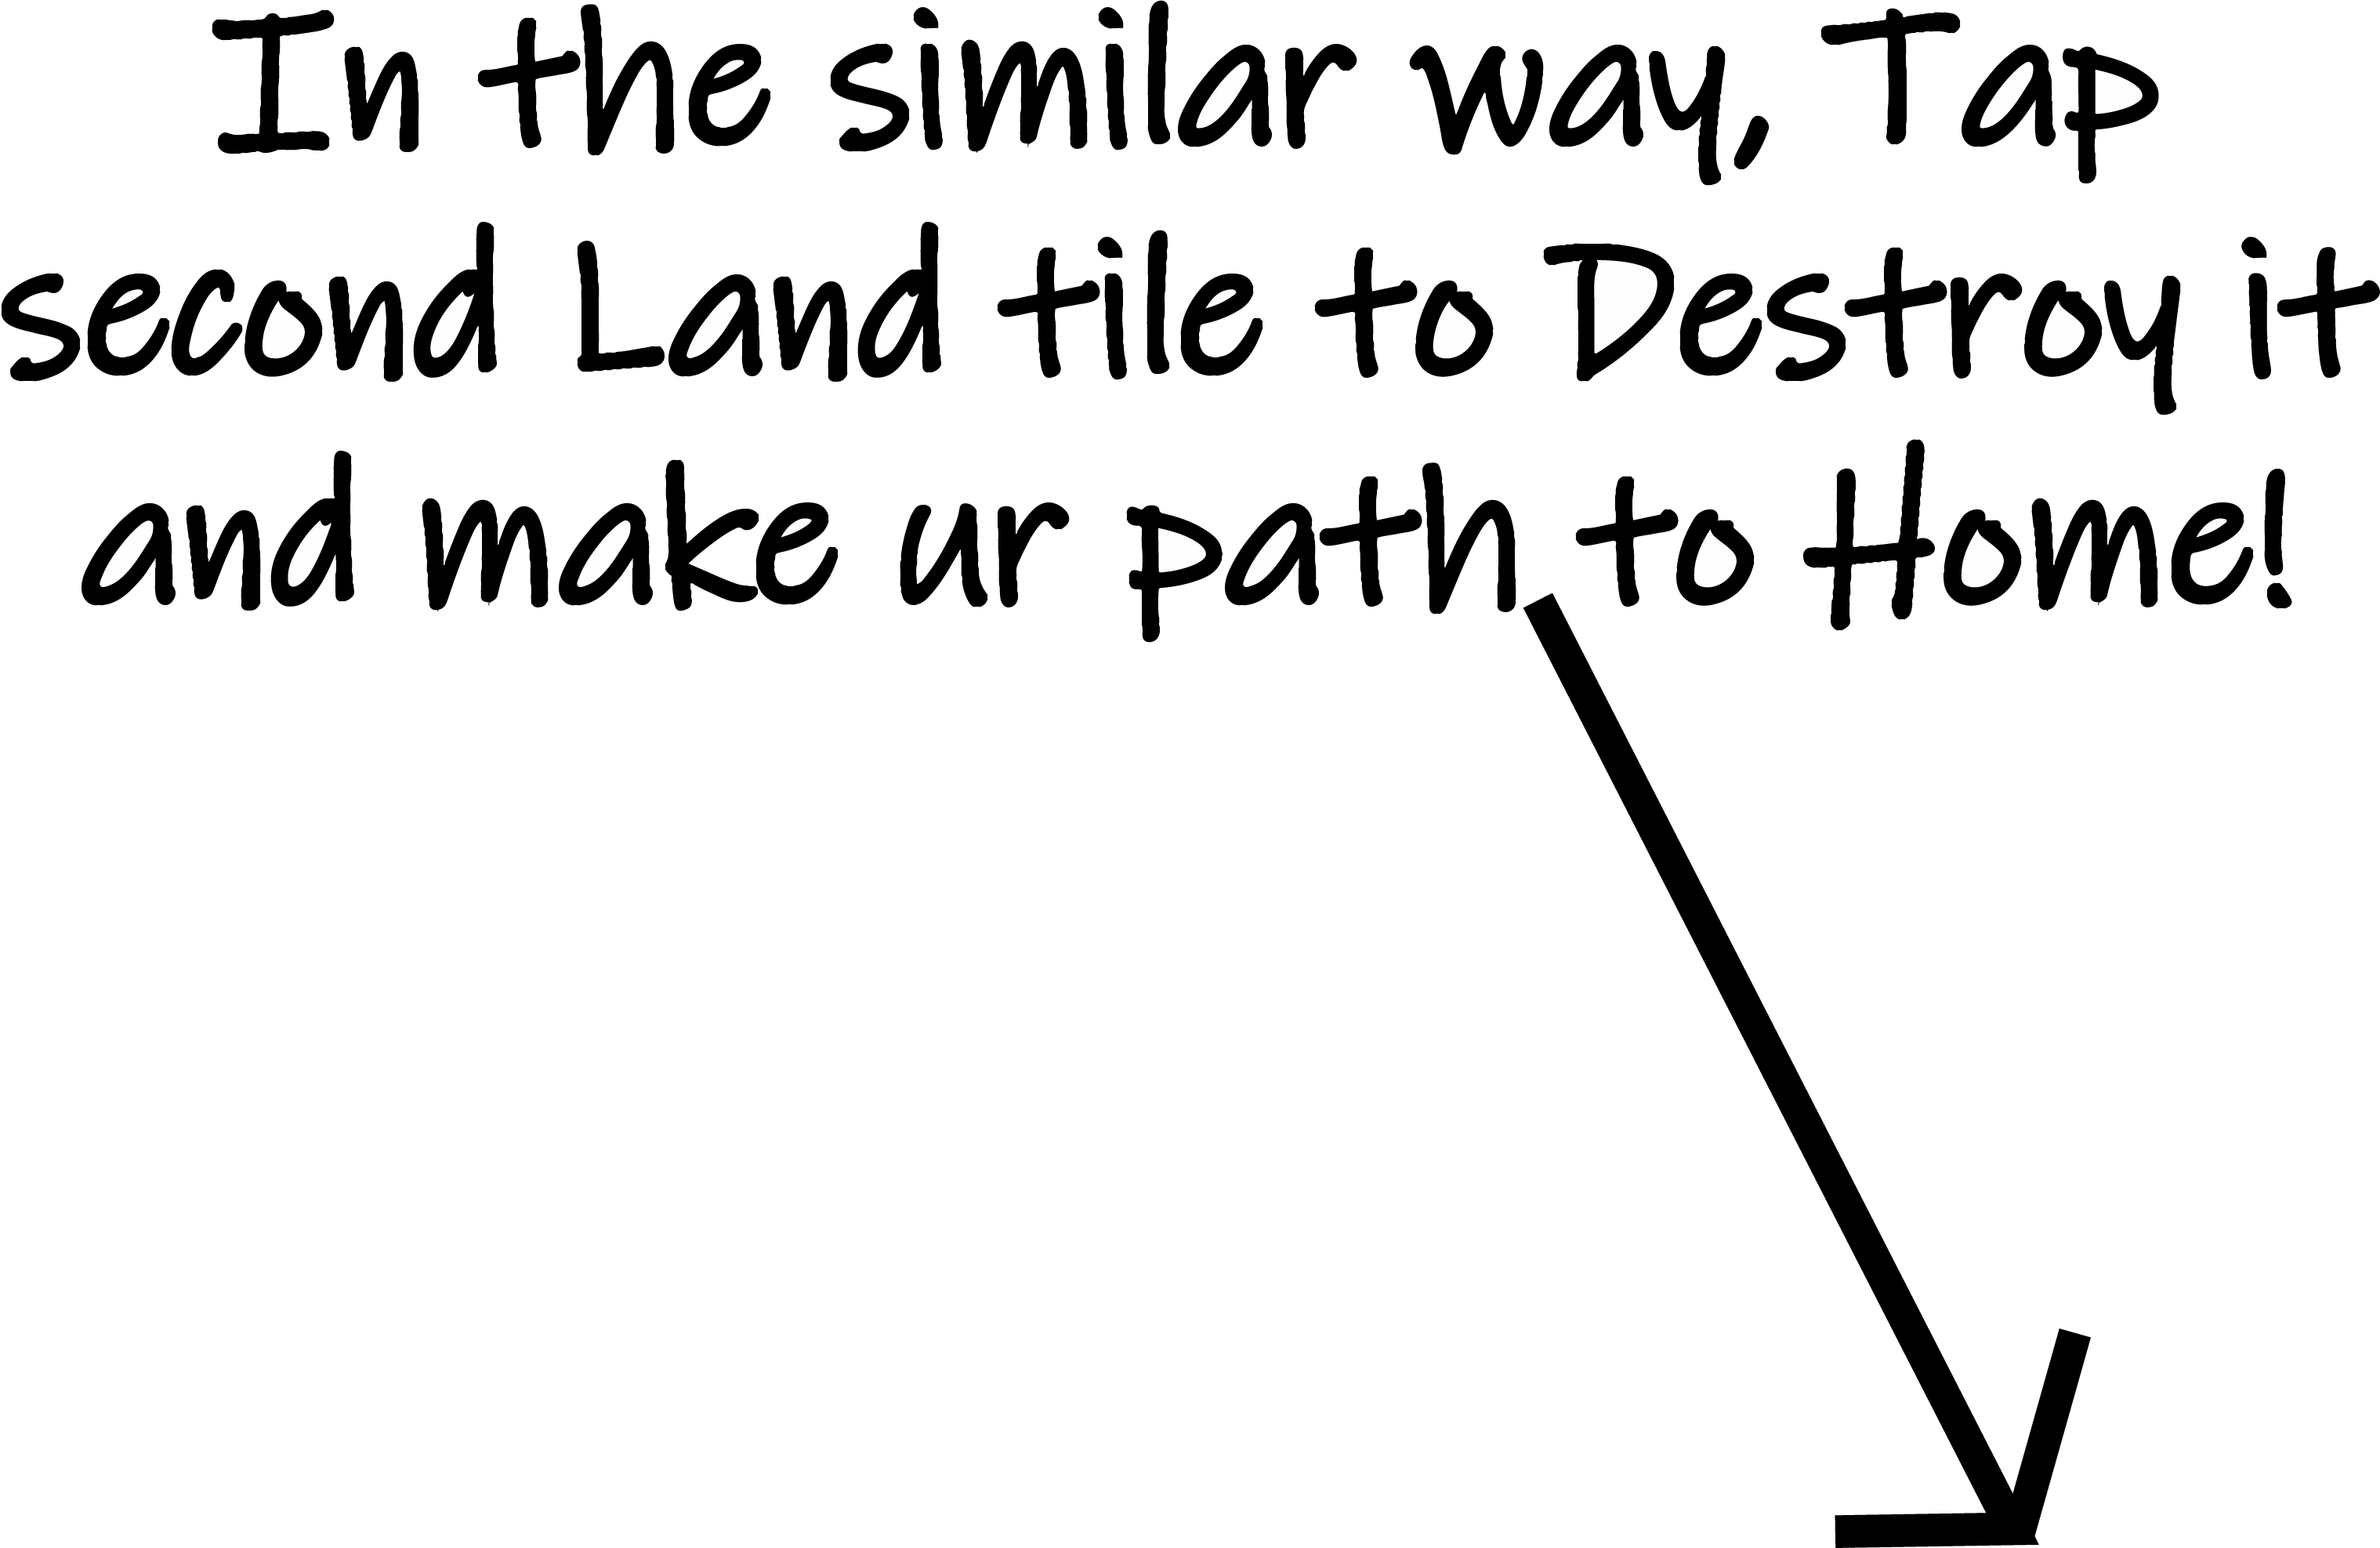 In the similar way, Tap
second Land tile to Destroy it
and make ur path to Home!